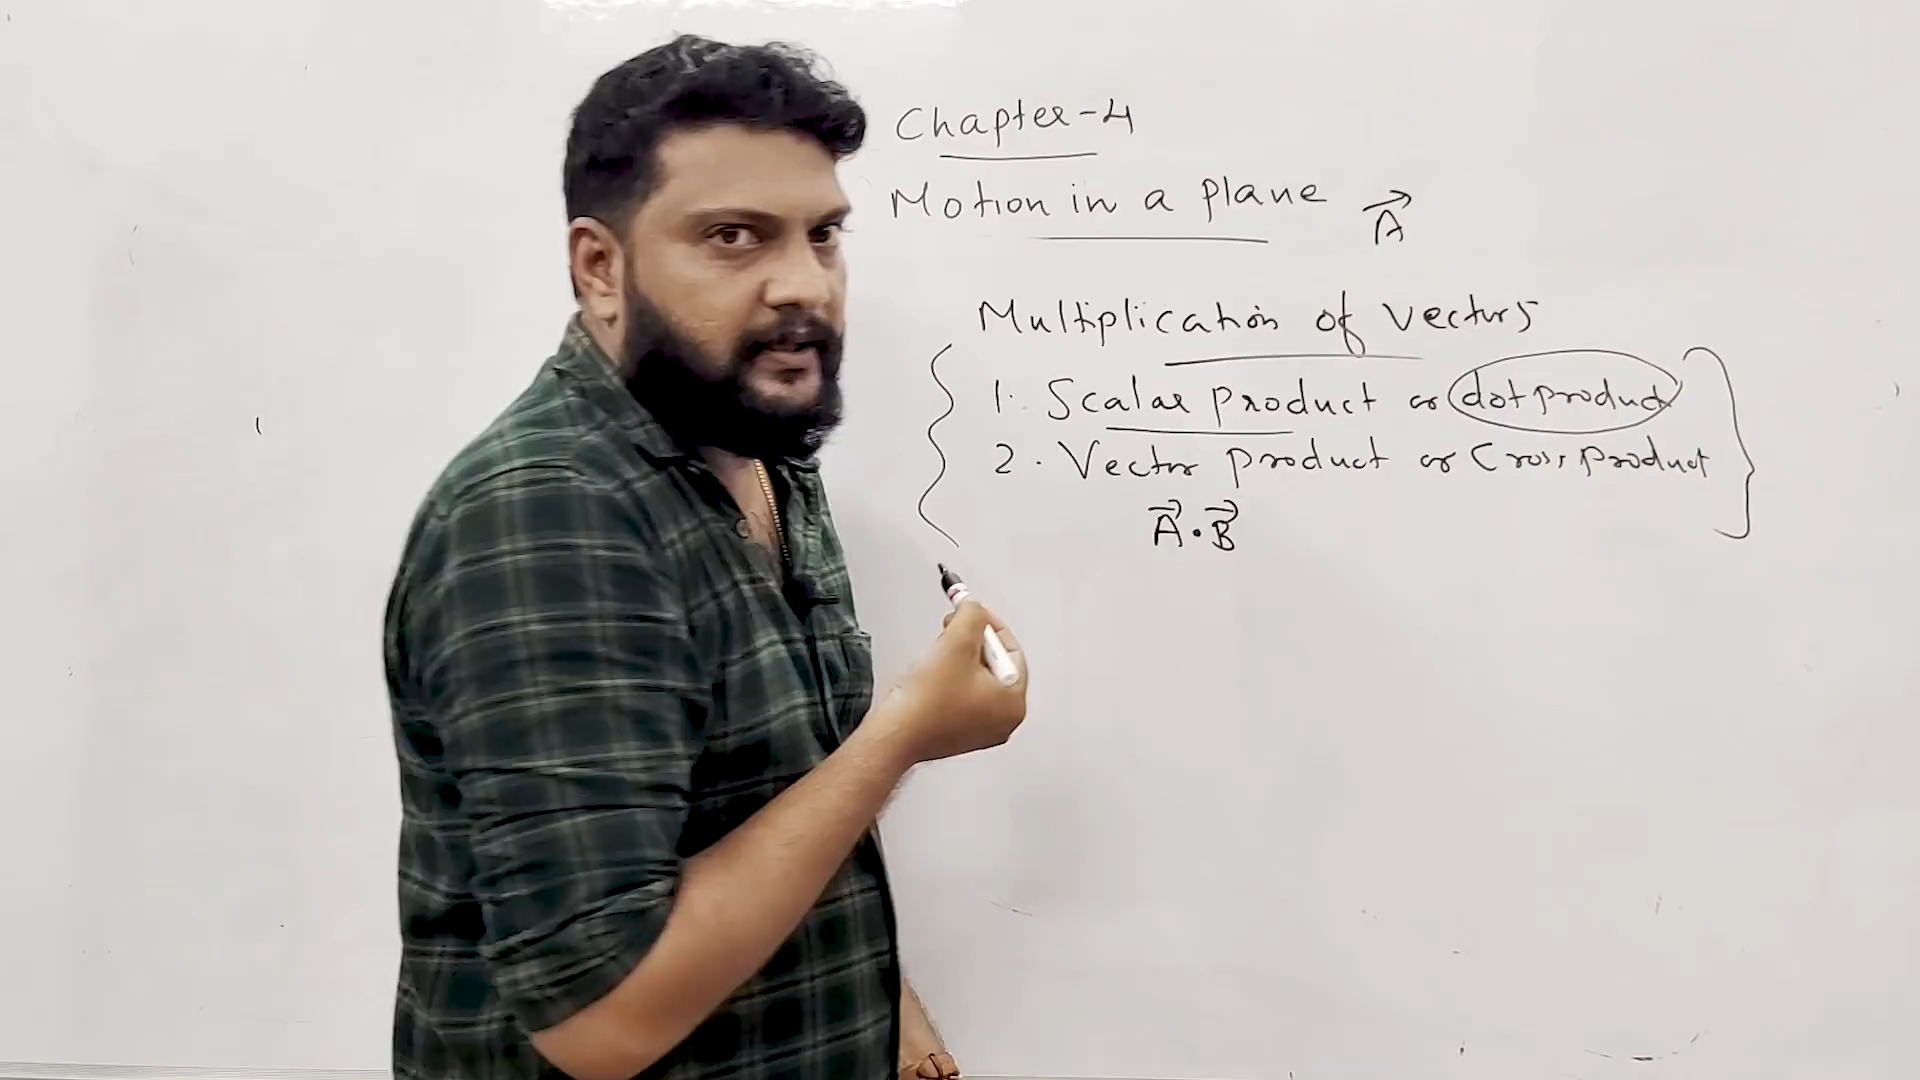 Chapter-4
Motion in a plane
A⃗
Multiplication of vectors
1. Scalar product or dot product
2. Vector product or Cross product
A⃗ · B⃗